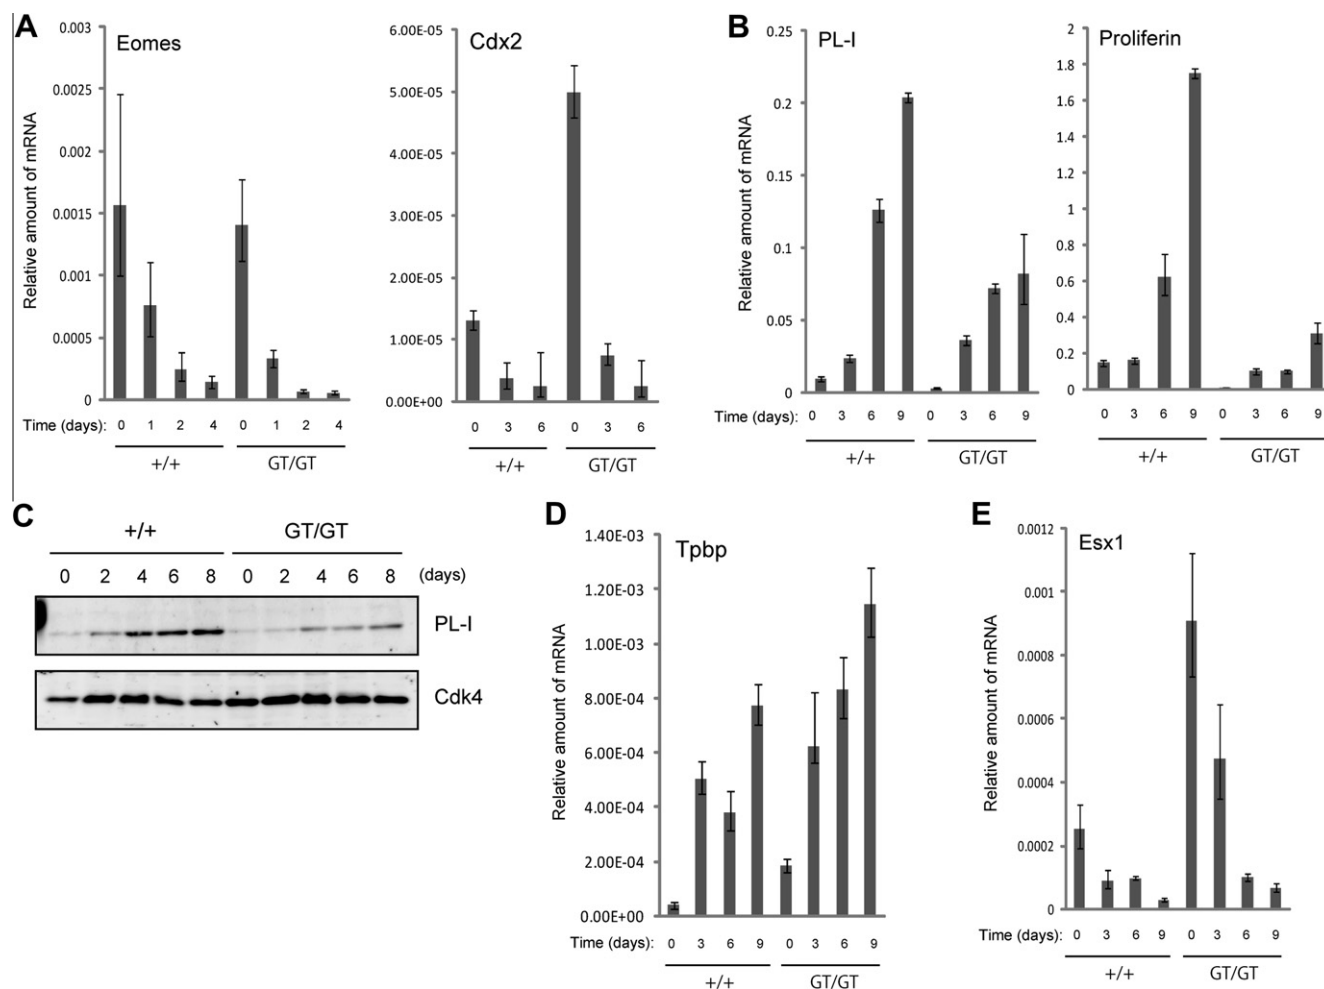 A
Eomes
Relative amount of mRNA
0.003
0.0025
0.002
0.0015
0.001
0.0005
0
Time (days): 0 1 2 4 0 1 2 4
+/+ GT/GT
Cdx2
6.00E-05
5.00E-05
4.00E-05
3.00E-05
2.00E-05
1.00E-05
0.00E+00
0 3 6 0 3 6
+/+ GT/GT
B
PL-I
Relative amount of mRNA
0.25
0.2
0.15
0.1
0.05
0
Time (days): 0 3 6 9 0 3 6 9
+/+ GT/GT
Proliferin
2
1.8
1.6
1.4
1.2
1
0.8
0.6
0.4
0.2
0
0 3 6 9 0 3 6 9
+/+ GT/GT
C
+/+ GT/GT
0 2 4 6 8 0 2 4 6 8 (days)
PL-I
Cdk4
D
Tpbp
Relative amount of mRNA
1.40E-03
1.20E-03
1.00E-03
8.00E-04
6.00E-04
4.00E-04
2.00E-04
0.00E+00
Time (days): 0 3 6 9 0 3 6 9
+/+ GT/GT
E
Esx1
Relative amount of mRNA
0.0012
0.001
0.0008
0.0006
0.0004
0.0002
0
Time (days): 0 3 6 9 0 3 6 9
+/+ GT/GT